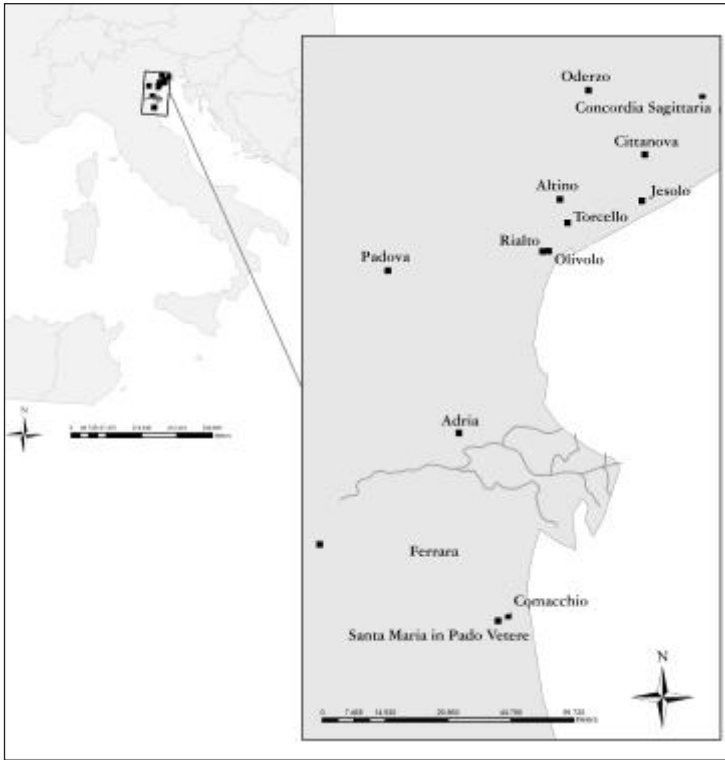 Oderzo
Concordia Sagittaria
Cittanova
Altino
Jesolo
Torcello
Rialto
Olivolo
Padova
Adria
Ferrara
Comacchio
Santa Maria in Pado Vetere
N
N